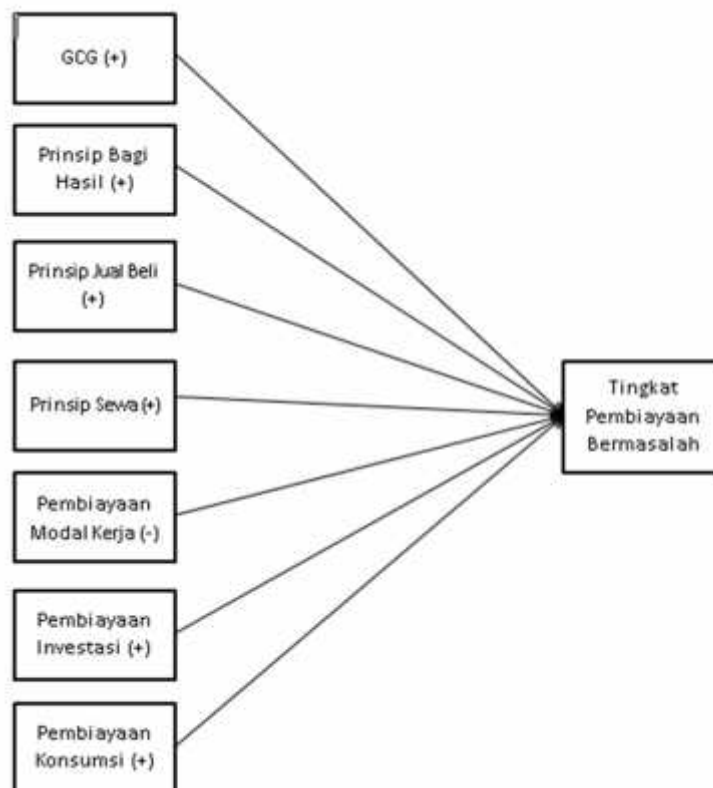 GCG (+)
Prinsip Bagi
Hasil (+)
Prinsip Jual Beli
(+)
Prinsip Sewa (+)
Pembiayaan
Modal Kerja (-)
Pembiayaan
Investasi (+)
Pembiayaan
Konsumsi (+)
Tingkat
Pembiayaan
Bermasalah